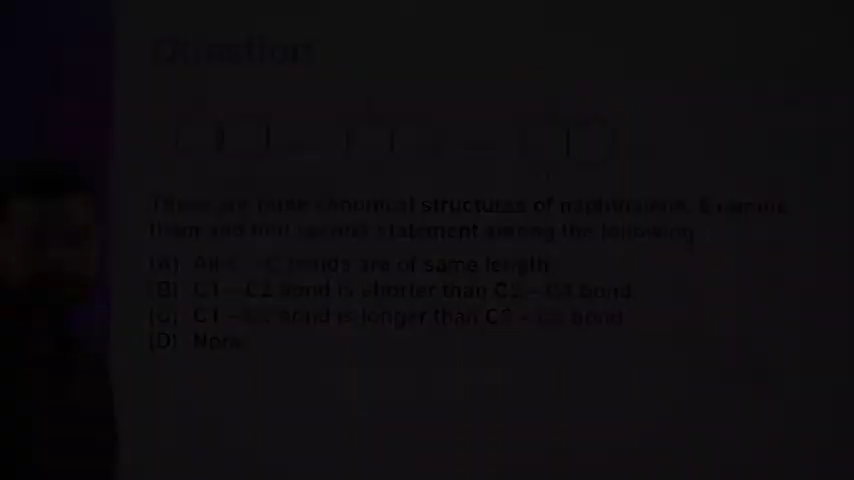 Question
There are three canonical structures of naphthalene. Examine
them and find correct statement among the following
(A) All C – C bonds are of same length
(B) C1 – C2 bond is shorter than C2 – C3 bond
(C) C1 – C2 bond is longer than C2 – C3 bond
(D) None